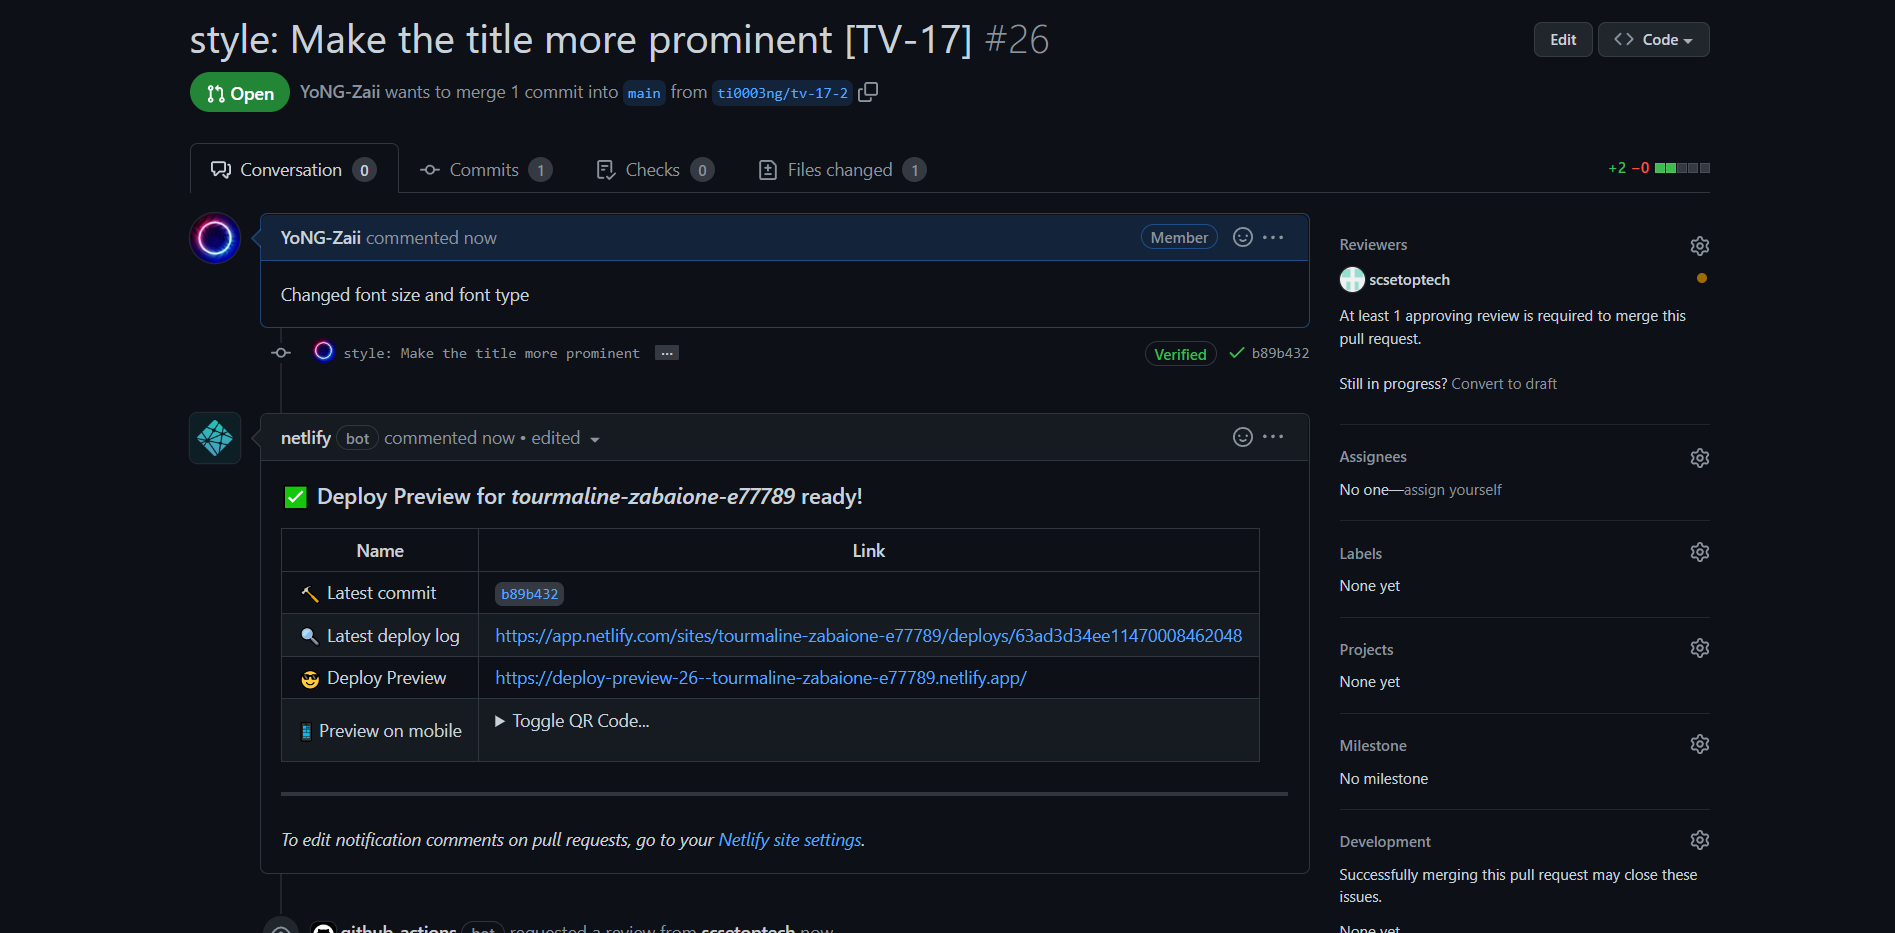 style: Make the title more prominent [TV-17] #26
Edit
<> Code
Open
YoNG-Zaii wants to merge 1 commit into main from ti0003ng/tv-17-2
Conversation 0
Commits 1
Checks 0
Files changed 1
+2 −0
YoNG-Zaii commented now
Member
Changed font size and font type
style: Make the title more prominent ...
Verified
b89b432
netlify bot commented now • edited
Deploy Preview for tourmaline-zabaione-e77789 ready!
Name Link
Latest commit b89b432
Latest deploy log https://app.netlify.com/sites/tourmaline-zabaione-e77789/deploys/63ad3d34ee11470008462048
Deploy Preview https://deploy-preview-26--tourmaline-zabaione-e77789.netlify.app/
Preview on mobile Toggle QR Code...
To edit notification comments on pull requests, go to your Netlify site settings.
github-actions bot requested a review from scsetoptech now
Reviewers
scsetoptech
At least 1 approving review is required to merge this
pull request.
Still in progress? Convert to draft
Assignees
No one—assign yourself
Labels
None yet
Projects
None yet
Milestone
No milestone
Development
Successfully merging this pull request may close these
issues.
None yet